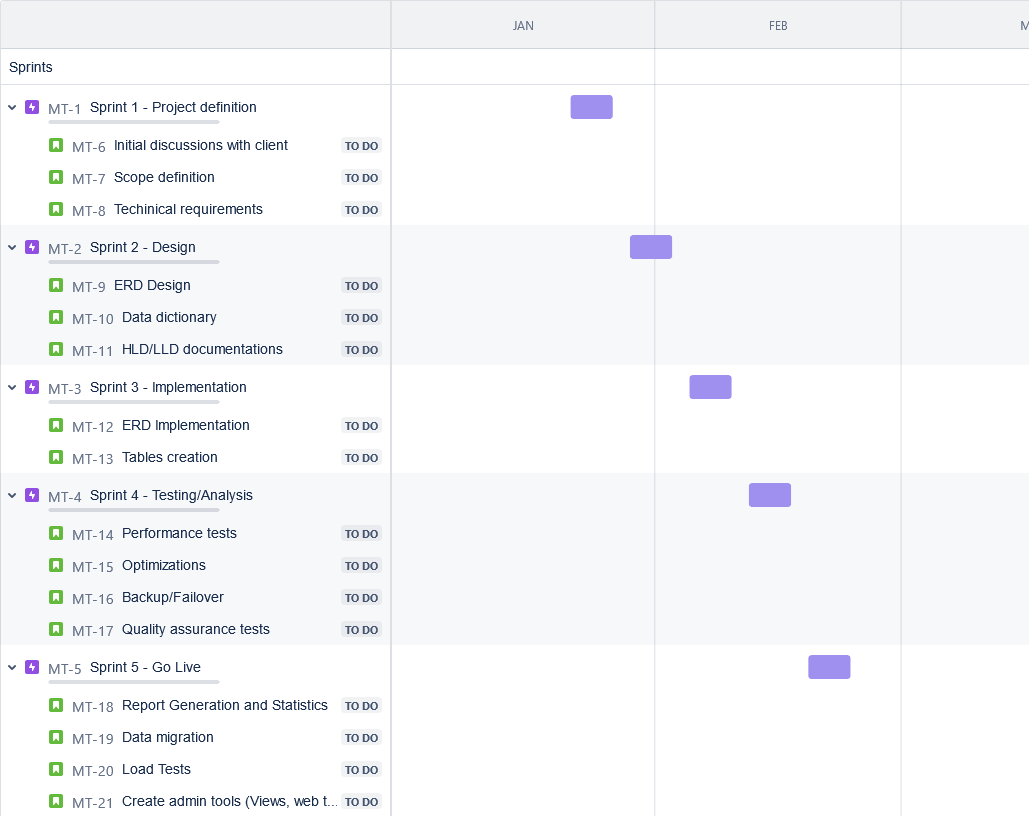 JAN FEB M
Sprints
MT-1 Sprint 1 - Project definition
MT-6 Initial discussions with client TO DO
MT-7 Scope definition TO DO
MT-8 Techinical requirements TO DO
MT-2 Sprint 2 - Design
MT-9 ERD Design TO DO
MT-10 Data dictionary TO DO
MT-11 HLD/LLD documentations TO DO
MT-3 Sprint 3 - Implementation
MT-12 ERD Implementation TO DO
MT-13 Tables creation TO DO
MT-4 Sprint 4 - Testing/Analysis
MT-14 Performance tests TO DO
MT-15 Optimizations TO DO
MT-16 Backup/Failover TO DO
MT-17 Quality assurance tests TO DO
MT-5 Sprint 5 - Go Live
MT-18 Report Generation and Statistics TO DO
MT-19 Data migration TO DO
MT-20 Load Tests TO DO
MT-21 Create admin tools (Views, web t... TO DO